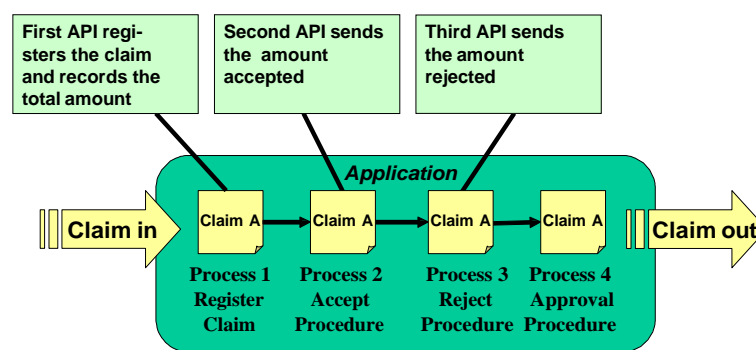 First API regi-
sters the claim
and records the
total amount
Second API sends
the amount
accepted
Third API sends
the amount
rejected
Application
Claim in
Claim A
Claim A
Claim A
Claim A
Claim out
Process 1
Register
Claim
Process 2
Accept
Procedure
Process 3
Reject
Procedure
Process 4
Approval
Procedure